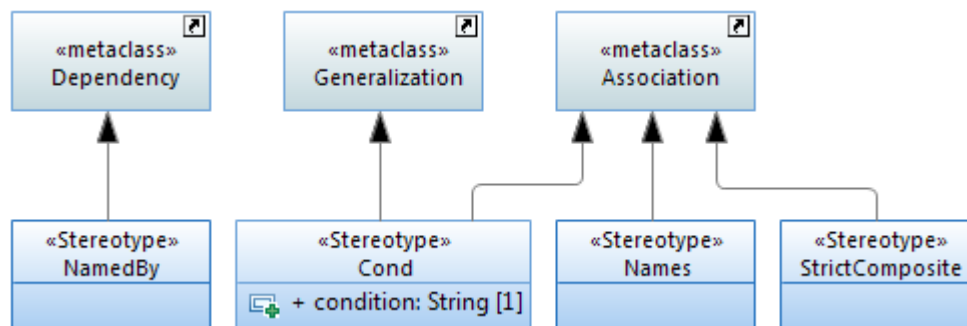 «metaclass»
Dependency
«metaclass»
Generalization
«metaclass»
Association
«Stereotype»
NamedBy
«Stereotype»
Cond
+ condition: String [1]
«Stereotype»
Names
«Stereotype»
StrictComposite